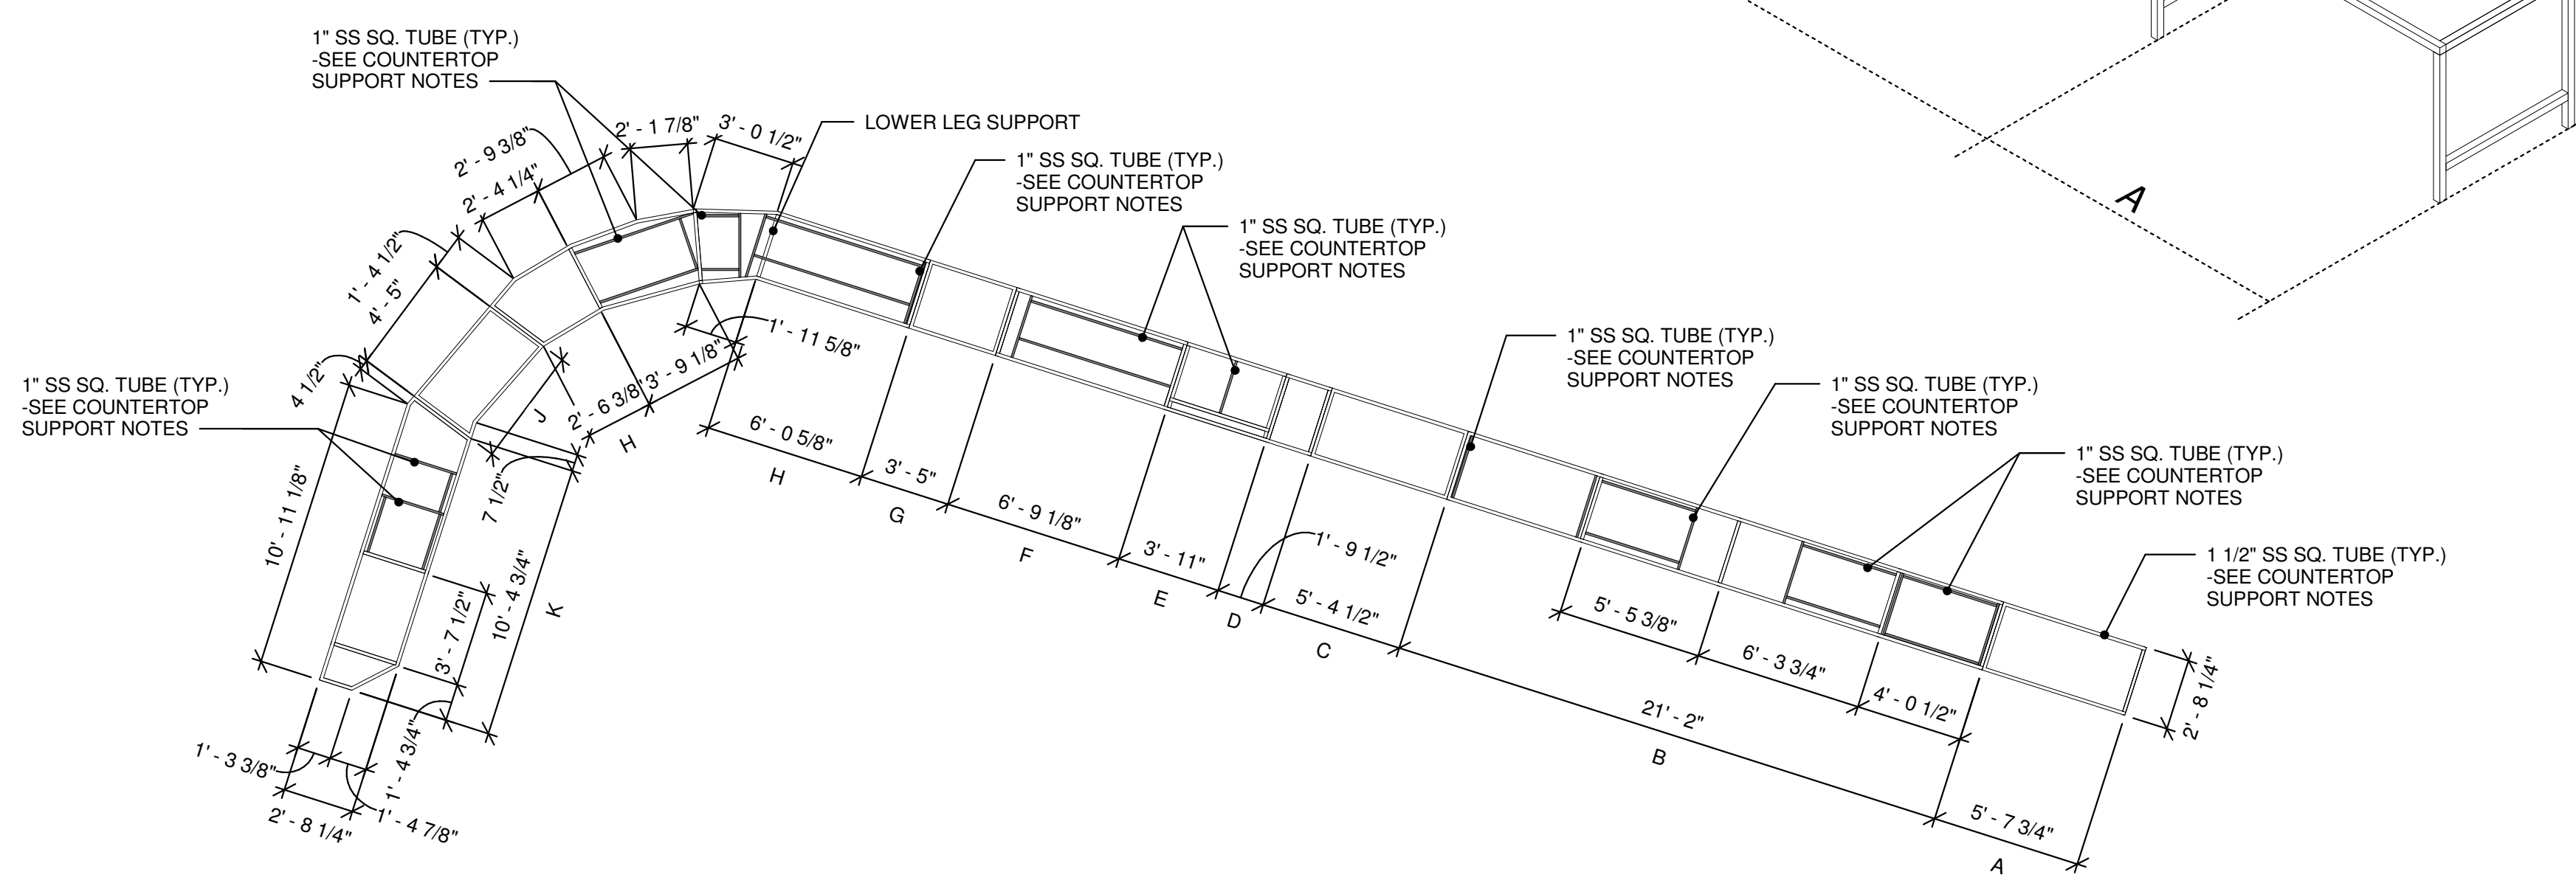 1" SS SQ. TUBE (TYP.)
-SEE COUNTERTOP
SUPPORT NOTES
LOWER LEG SUPPORT
1" SS SQ. TUBE (TYP.)
-SEE COUNTERTOP
SUPPORT NOTES
1" SS SQ. TUBE (TYP.)
-SEE COUNTERTOP
SUPPORT NOTES
1" SS SQ. TUBE (TYP.)
-SEE COUNTERTOP
SUPPORT NOTES
1" SS SQ. TUBE (TYP.)
-SEE COUNTERTOP
SUPPORT NOTES
1" SS SQ. TUBE (TYP.)
-SEE COUNTERTOP
SUPPORT NOTES
1 1/2" SS SQ. TUBE (TYP.)
-SEE COUNTERTOP
SUPPORT NOTES
1" SS SQ. TUBE (TYP.)
-SEE COUNTERTOP
SUPPORT NOTES
A
3' - 0 1/2"
2' - 1 7/8"
2' - 9 3/8"
2' - 4 1/4"
1' - 4 1/2"
4' - 5"
4 1/2"
10' - 11 1/8"
1' - 3 3/8"
2' - 8 1/4"
1' - 4 7/8"
1' - 4 3/4"
3' - 7 1/2"
10' - 4 3/4"
K
7 1/2"
J
2' - 6 3/8"
H
3' - 9 1/8"
1' - 11 5/8"
6' - 0 5/8"
H
3' - 5"
G
6' - 9 1/8"
F
3' - 11"
E
D
1' - 9 1/2"
5' - 4 1/2"
C
5' - 5 3/8"
6' - 3 3/4"
4' - 0 1/2"
21' - 2"
B
5' - 7 3/4"
A
2' - 8 1/4"